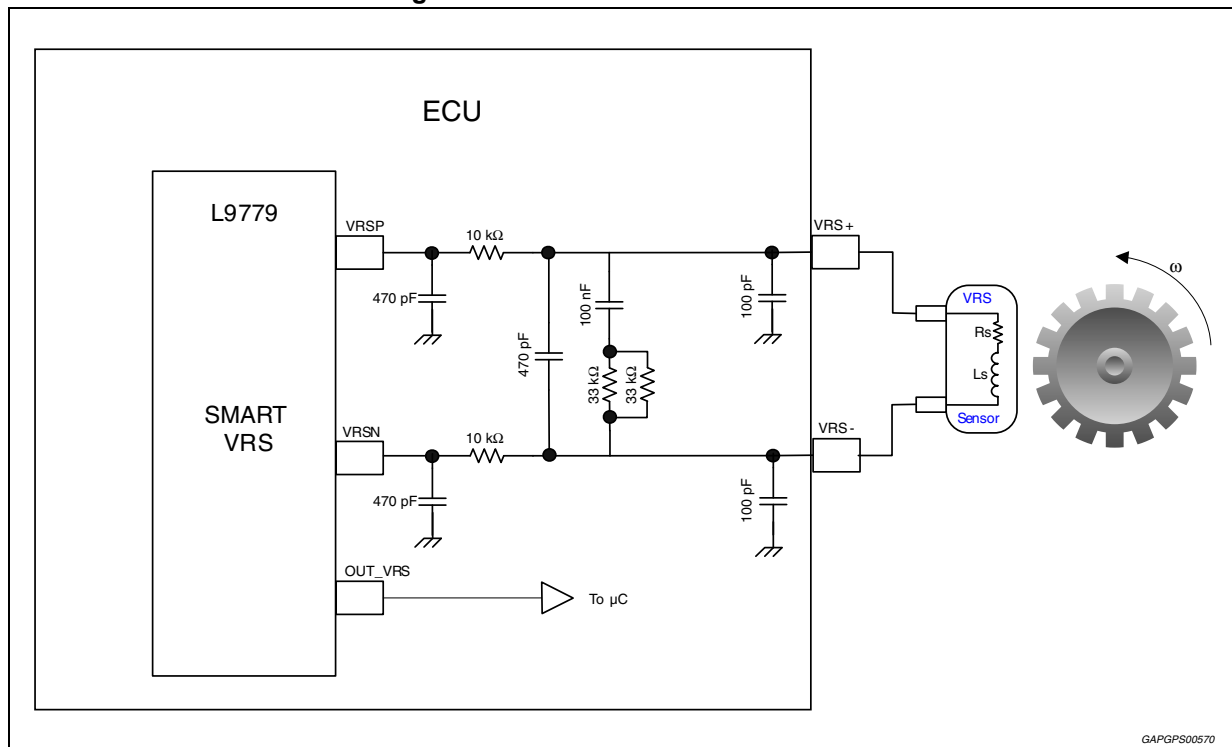 ECU
L9779
SMART
VRS
VRSP
10 kΩ
470 pF
470 pF
100 nF
33 kΩ
33 kΩ
100 pF
VRS+
VRS
Rs
Ls
Sensor
ω
VRSN
10 kΩ
470 pF
100 pF
VRS-
OUT_VRS
To µC
GAPGPS00570